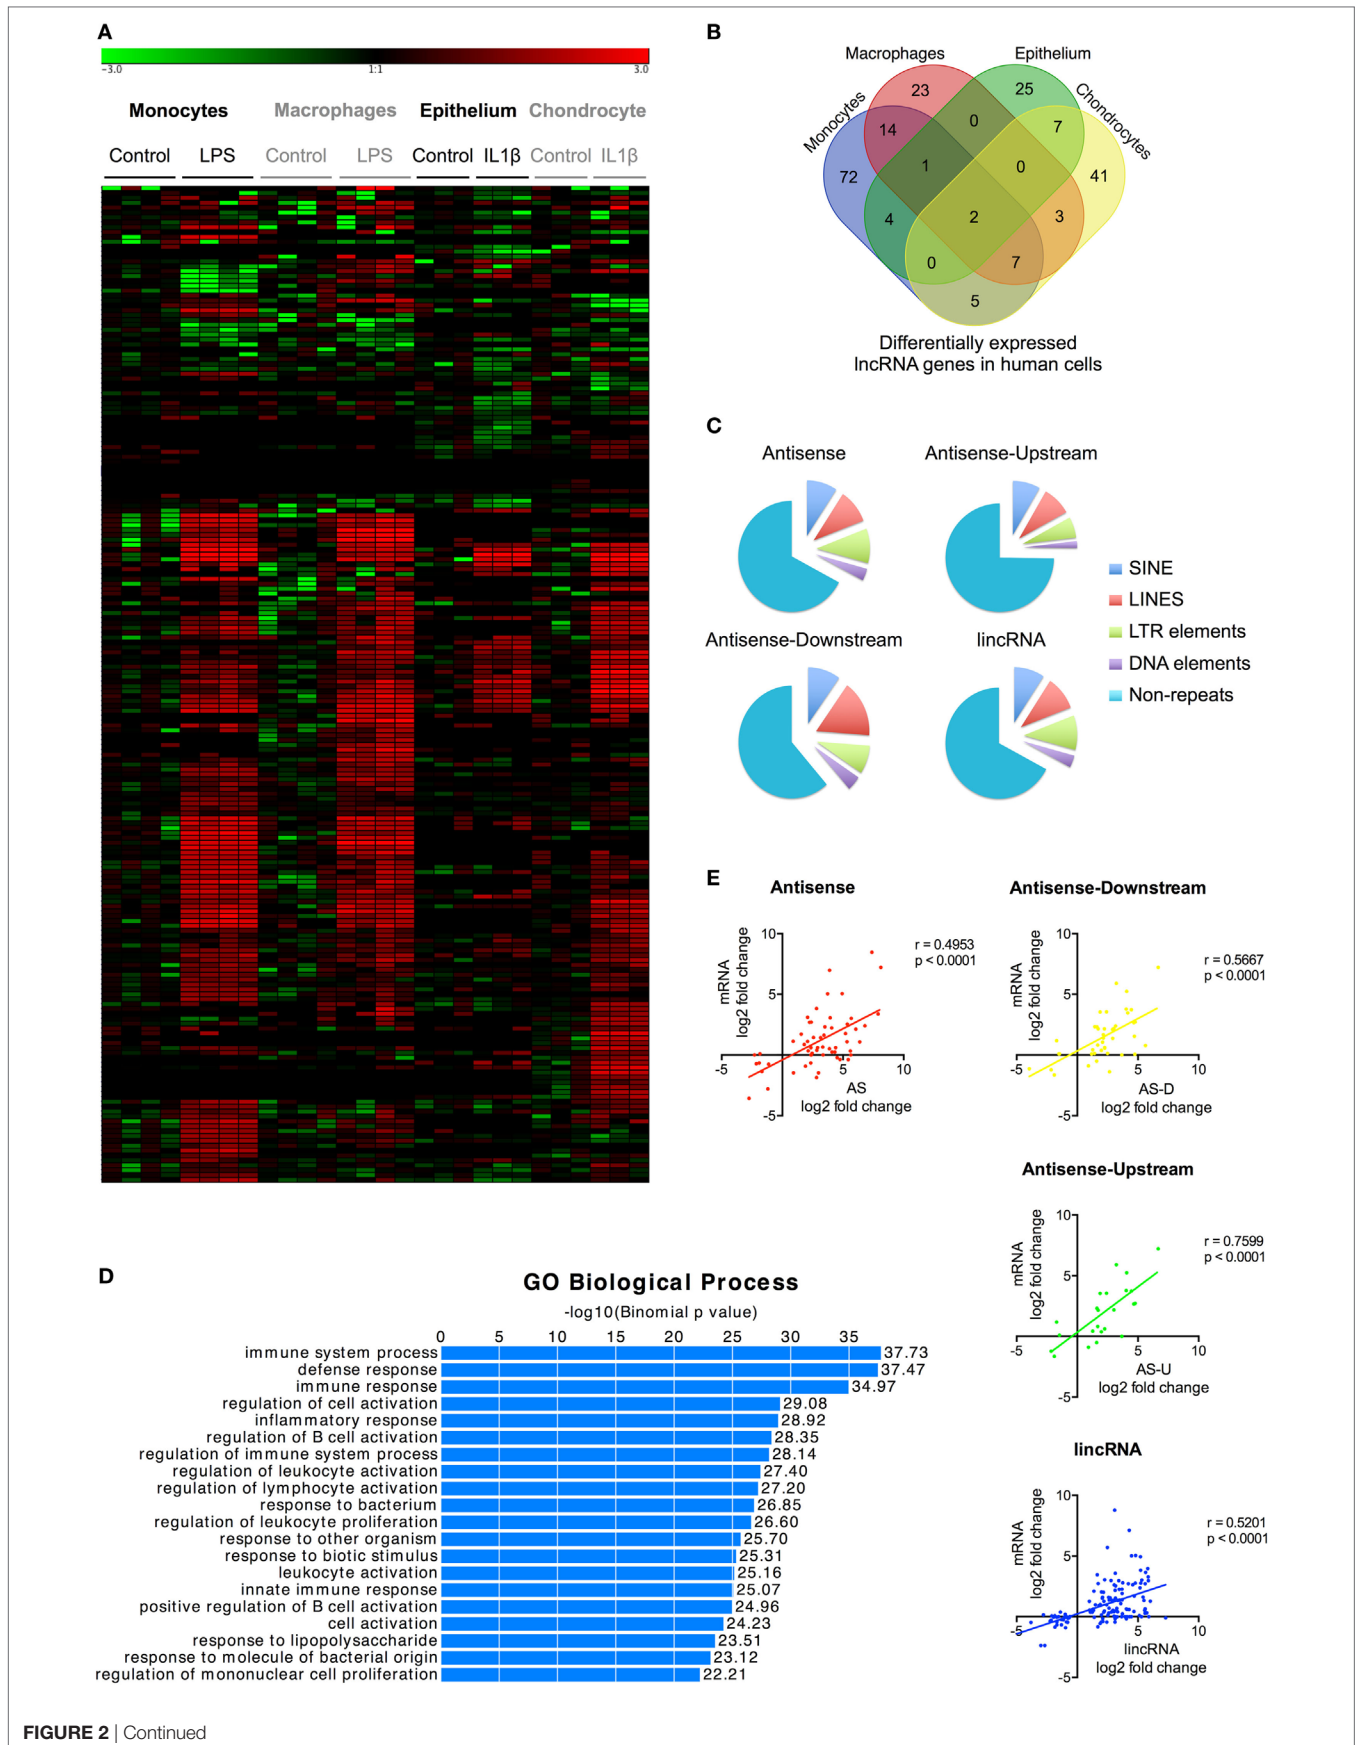 A
-3.0
1:1
3.0
Monocytes
Macrophages
Epithelium
Chondrocyte
Control
LPS
Control
LPS
Control
IL1β
Control
IL1β
B
Macrophages
Epithelium
Monocytes
Chondrocytes
23
25
14
0
7
72
1
0
41
4
2
3
0
7
5
Differentially expressed
lncRNA genes in human cells
C
Antisense
Antisense-Upstream
Antisense-Downstream
lincRNA
SINE
LINES
LTR elements
DNA elements
Non-repeats
D
GO Biological Process
-log10(Binomial p value)
0 5 10 15 20 25 30 35
immune system process 37.73
defense response 37.47
immune response 34.97
regulation of cell activation 29.08
inflammatory response 28.92
regulation of B cell activation 28.35
regulation of immune system process 28.14
regulation of leukocyte activation 27.40
regulation of lymphocyte activation 27.20
response to bacterium 26.85
regulation of leukocyte proliferation 26.60
response to other organism 25.70
response to biotic stimulus 25.31
leukocyte activation 25.16
innate immune response 25.07
positive regulation of B cell activation 24.96
cell activation 24.23
response to lipopolysaccharide 23.51
response to molecule of bacterial origin 23.12
regulation of mononuclear cell proliferation 22.21
E
Antisense
mRNA
log2 fold change
10
5
-5
-5
5
10
r = 0.4953
p < 0.0001
AS
log2 fold change
Antisense-Downstream
mRNA
log2 fold change
10
5
-5
-5
5
10
r = 0.5667
p < 0.0001
AS-D
log2 fold change
Antisense-Upstream
mRNA
log2 fold change
10
5
-5
-5
5
10
r = 0.7599
p < 0.0001
AS-U
log2 fold change
lincRNA
mRNA
log2 fold change
10
5
-5
-5
5
10
r = 0.5201
p < 0.0001
lincRNA
log2 fold change
FIGURE 2 | Continued